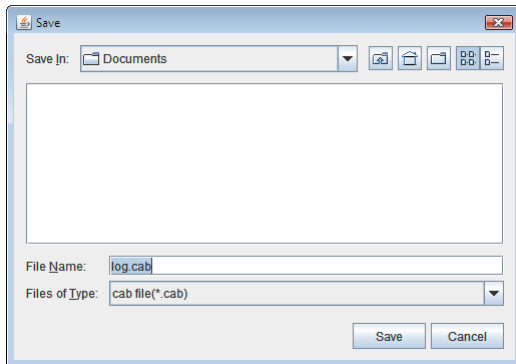 Save
Save In: Documents
File Name: log.cab
Files of Type: cab file(*.cab)
Save Cancel